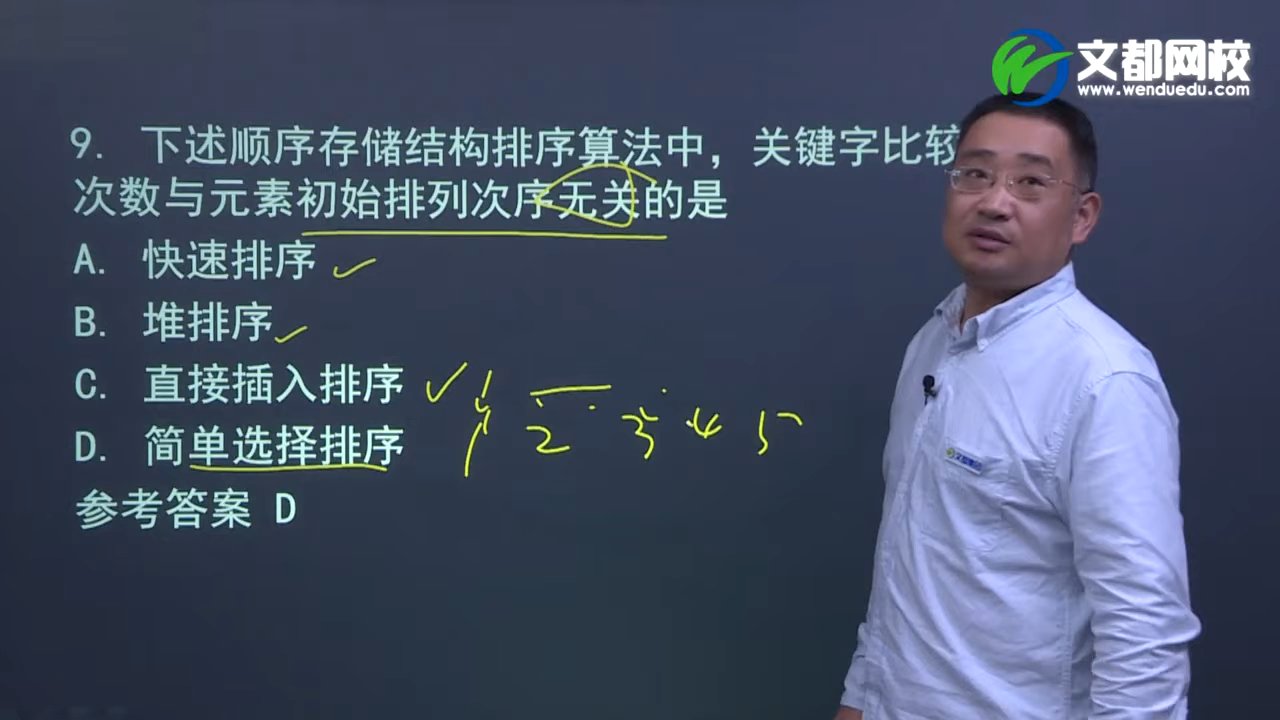 文都网校
www.wenduedu.com
9. 下述顺序存储结构排序算法中，关键字比较
次数与元素初始排列次序无关的是
A. 快速排序
B. 堆排序
C. 直接插入排序
D. 简单选择排序
2 3 4 5
参考答案 D